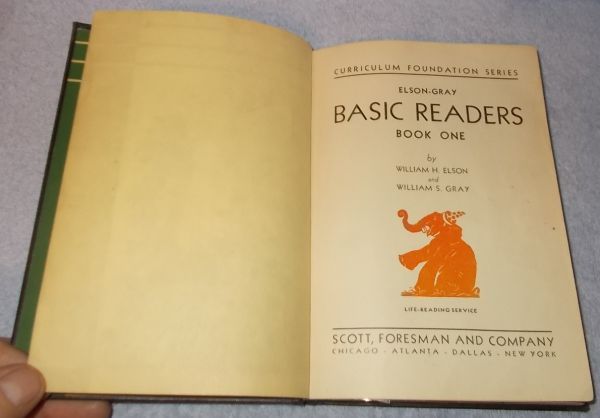 CURRICULUM FOUNDATION SERIES
ELSON-GRAY
BASIC READERS
BOOK ONE
by
WILLIAM H. ELSON
and
WILLIAM S. GRAY
LIFE-READING SERVICE
SCOTT, FORESMAN AND COMPANY
CHICAGO - ATLANTA - DALLAS - NEW YORK